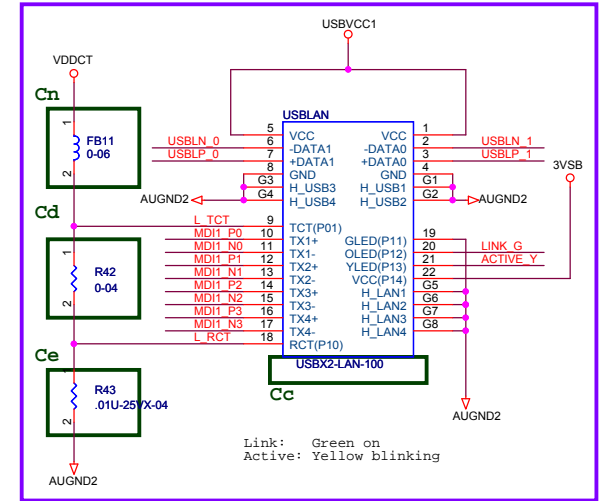 USBVCC1
VDDCT
Cn
1
FB11
0-06
2
USBLAN
5 VCC VCC 1
USBLN_0 6 -DATA1 -DATA0 2 USBLN_1
USBLP_0 7 +DATA1 +DATA0 3 USBLP_1
8 GND GND 4
G3 H_USB3 H_USB1 G1
G4 H_USB4 H_USB2 G2
AUGND2 AUGND2
3VSB
Cd
1
R42
0-04
2
L_TCT 9 TCT(P01)
MDI1_P0 10 TX1+ GLED(P11) 19
MDI1_N0 11 TX1- OLED(P12) 20 LINK_G
MDI1_P1 12 TX2+ YLED(P13) 21 ACTIVE_Y
MDI1_N1 13 TX2- VCC(P14) 22
MDI1_P2 14 TX3+ H_LAN1 G5
MDI1_N2 15 TX3- H_LAN2 G6
MDI1_P3 16 TX4+ H_LAN3 G7
MDI1_N3 17 TX4- H_LAN4 G8
L_RCT 18 RCT(P10)
USBX2-LAN-100
Cc
Ce
1
R43
.01U-25VX-04
2
AUGND2
AUGND2
Link: Green on
Active: Yellow blinking